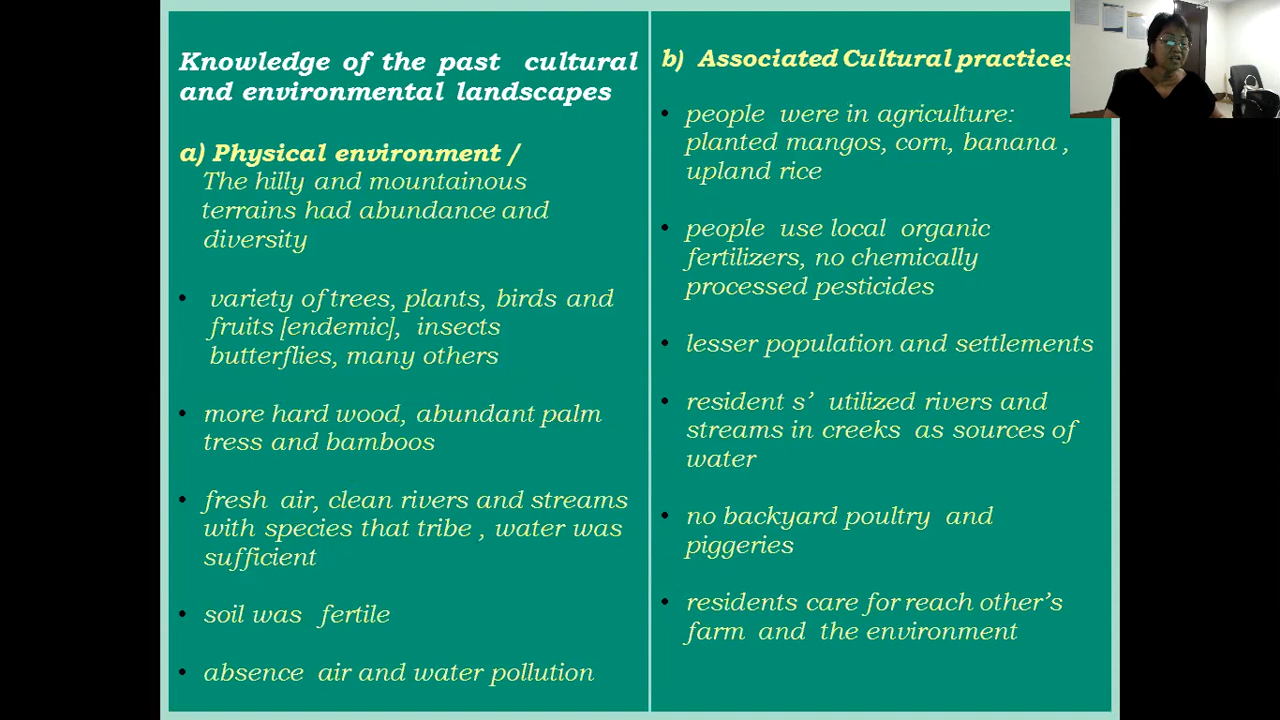 Knowledge of the past cultural
and environmental landscapes
a) Physical environment /
The hilly and mountainous
terrains had abundance and
diversity
• variety of trees, plants, birds and
fruits [endemic], insects
butterflies, many others
• more hard wood, abundant palm
tress and bamboos
• fresh air, clean rivers and streams
with species that tribe , water was
sufficient
• soil was fertile
• absence air and water pollution
b) Associated Cultural practices
• people were in agriculture:
planted mangos, corn, banana ,
upland rice
• people use local organic
fertilizers, no chemically
processed pesticides
• lesser population and settlements
• resident s’ utilized rivers and
streams in creeks as sources of
water
• no backyard poultry and
piggeries
• residents care for reach other’s
farm and the environment